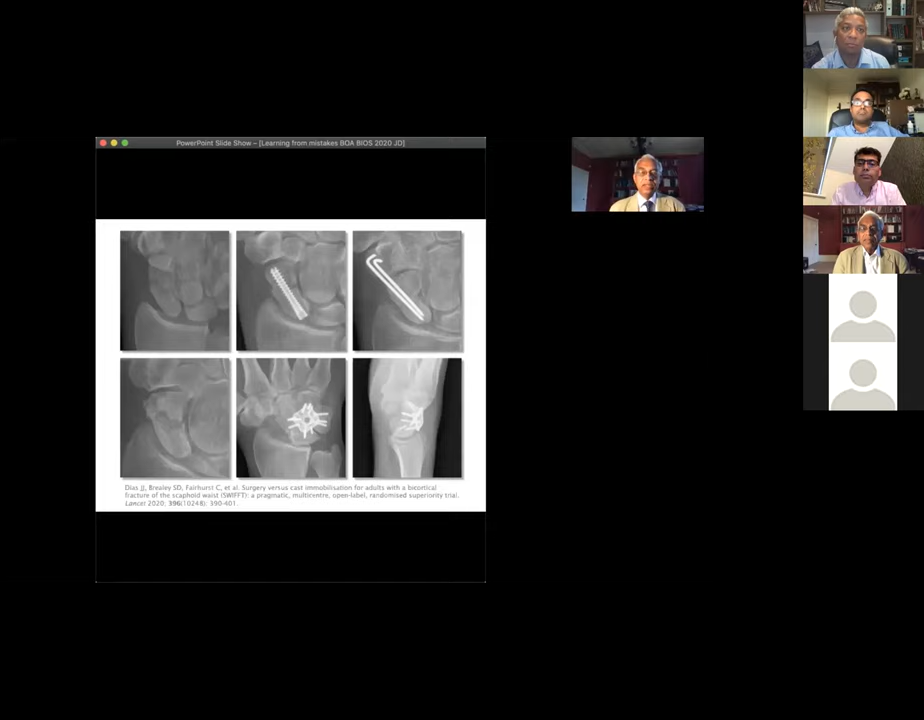 PowerPoint Slide Show – [Learning from mistakes BOA BIOS 2020 JD]
Dias JJ, Brealey SD, Fairhurst C, et al. Surgery versus cast immobilisation for adults with a bicortical
fracture of the scaphoid waist (SWIFFT): a pragmatic, multicentre, open-label, randomised superiority trial.
Lancet 2020; 396(10248): 390-401.